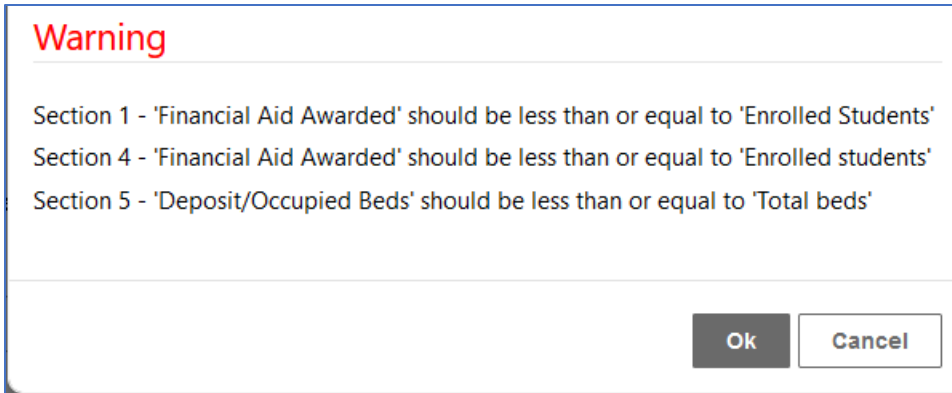 Warning
Section 1 - 'Financial Aid Awarded' should be less than or equal to 'Enrolled Students'
Section 4 - 'Financial Aid Awarded' should be less than or equal to 'Enrolled students'
Section 5 - 'Deposit/Occupied Beds' should be less than or equal to 'Total beds'
Ok Cancel